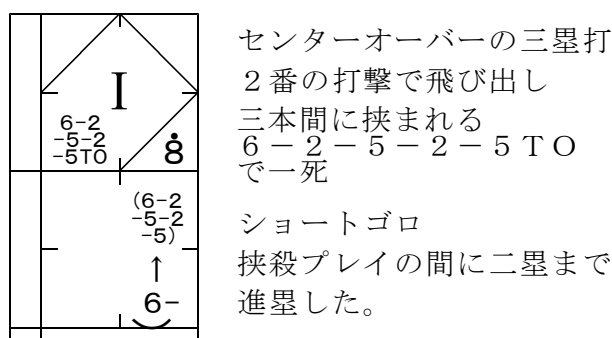 I
6-2
-5-2
-5TO
8
(6-2
-5-2
-5)
↑
6-
センターオーバーの三塁打
２番の打撃で飛び出し
三本間に挟まれる
６－２－５－２－５ＴＯ
で一死
ショートゴロ
挟殺プレイの間に二塁まで
進塁した。